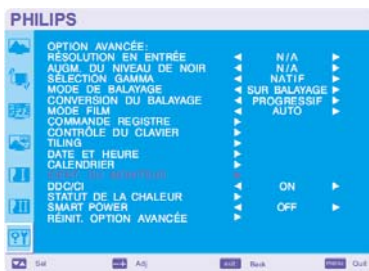 PHILIPS
OPTION AVANCÉE:
RÉSOLUTION EN ENTRÉE N/A
AUGM. DU NIVEAU DE NOIR N/A
SÉLECTION GAMMA NATIF
MODE DE BALAYAGE SUR BALAYAGE
CONVERSION DU BALAYAGE PROGRESSIF
MODE FILM AUTO
COMMANDE REGISTRE
CONTRÔLE DU CLAVIER
TILING
DATE ET HEURE
CALENDRIER
DDC/CI ON
STATUT DE LA CHALEUR
SMART POWER OFF
RÉINIT. OPTION AVANCÉE
Sel Adj exit Back menu Quit